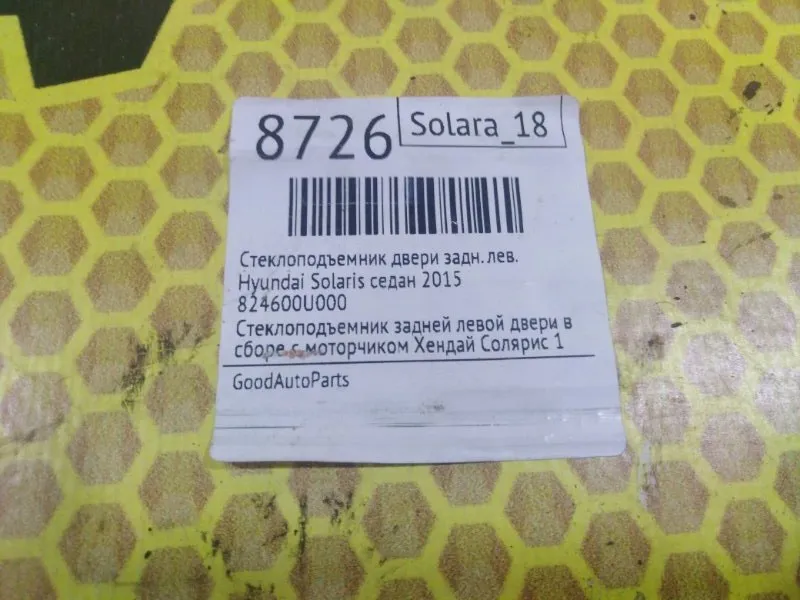 8726
Solara_18
Стеклоподъемник двери задн. лев.
Hyundai Solaris седан 2015
824600U000
Стеклоподъемник задней левой двери в
сборе с моторчиком Хендай Солярис 1
GoodAutoParts